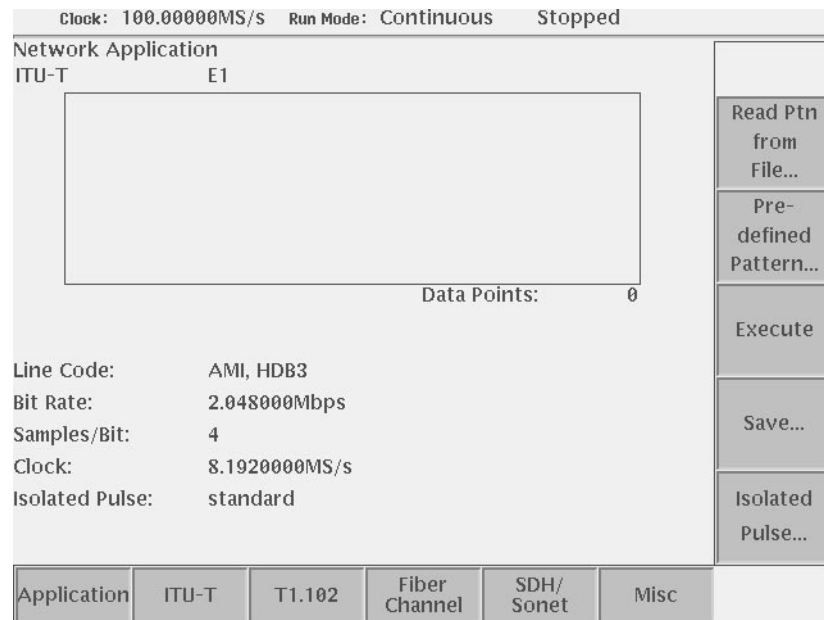 Clock: 100.00000MS/s Run Mode: Continuous Stopped
Network Application
ITU-T E1
Data Points: 0
Line Code: AMI, HDB3
Bit Rate: 2.048000Mbps
Samples/Bit: 4
Clock: 8.1920000MS/s
Isolated Pulse: standard
Read Ptn
from
File...
Pre-
defined
Pattern...
Execute
Save...
Isolated
Pulse...
Application ITU-T T1.102 Fiber Channel SDH/ Sonet Misc